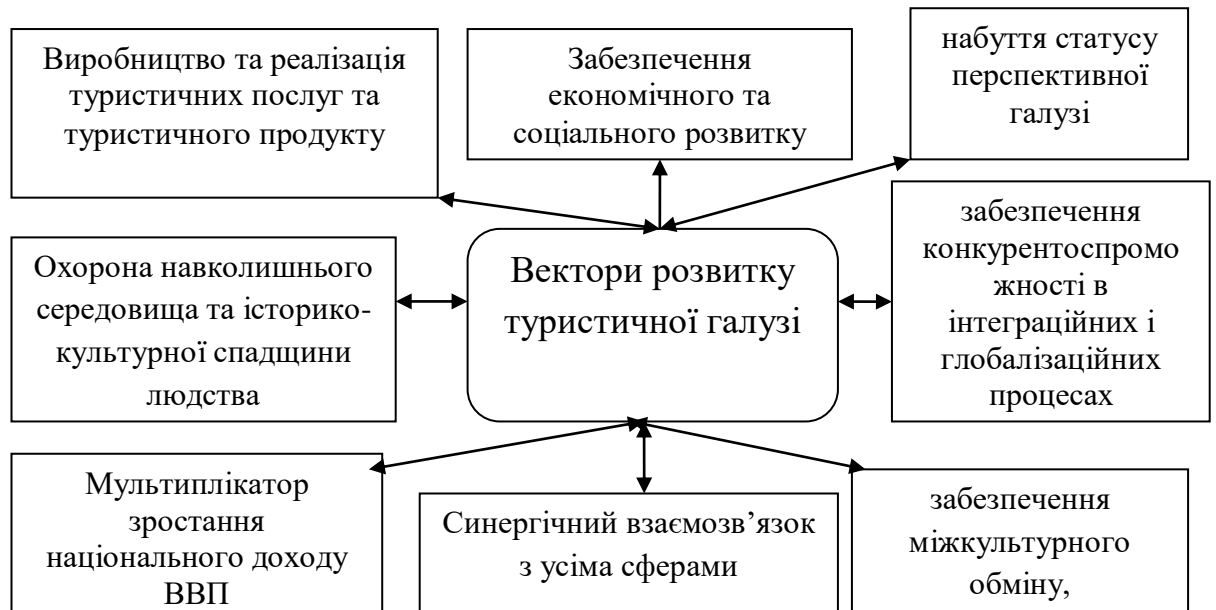 Виробництво та реалізація
туристичних послуг та
туристичного продукту
Забезпечення
економічного та
соціального розвитку
набуття статусу
перспективної
галузі
Охорона навколишнього
середовища та історико-
культурної спадщини
людства
Вектори розвитку
туристичної галузі
забезпечення
конкурентоспромо
жності в
інтеграційних і
глобалізаційних
процесах
Мультиплікатор
зростання
національного доходу
ВВП
Синергічний взаємозв’язок
з усіма сферами
забезпечення
міжкультурного
обміну,